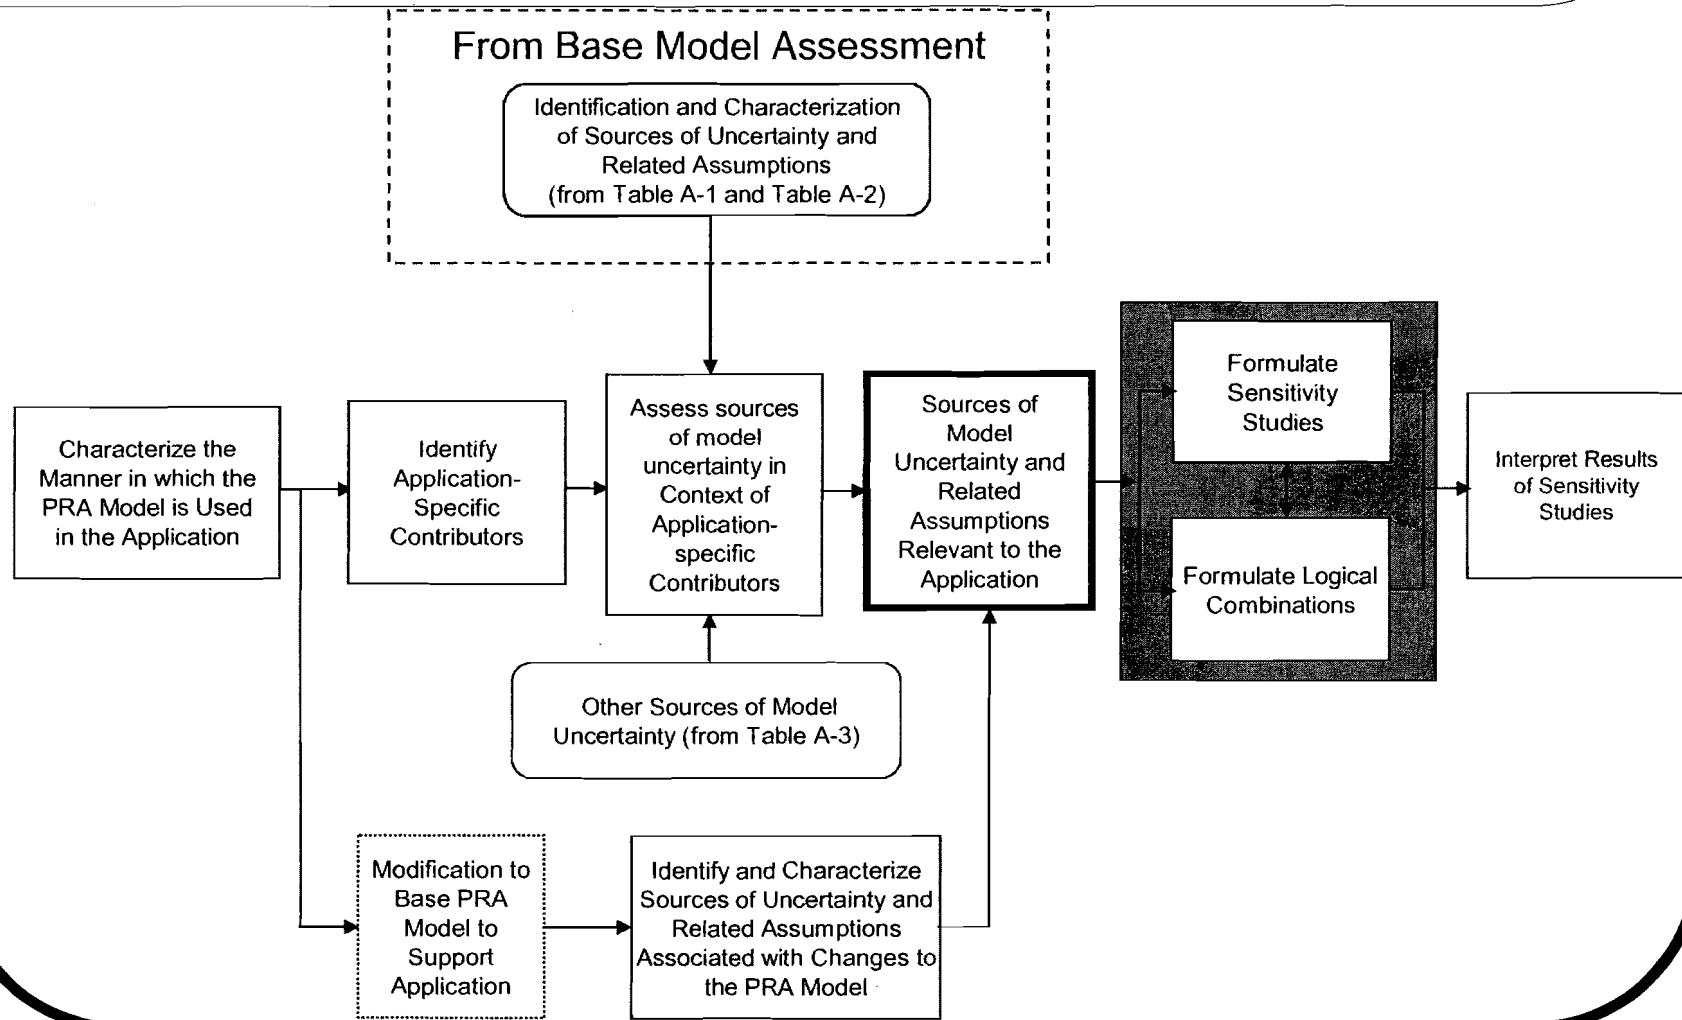 From Base Model Assessment
Identification and Characterization
of Sources of Uncertainty and
Related Assumptions
(from Table A-1 and Table A-2)
Characterize the
Manner in which the
PRA Model is Used
in the Application
Identify
Application-
Specific
Contributors
Assess sources
of model
uncertainty in
Context of
Application-
specific
Contributors
Sources of
Model
Uncertainty and
Related
Assumptions
Relevant to the
Application
Formulate
Sensitivity
Studies
Formulate Logical
Combinations
Interpret Results
of Sensitivity
Studies
Other Sources of Model
Uncertainty (from Table A-3)
Modification to
Base PRA
Model to
Support
Application
Identify and Characterize
Sources of Uncertainty and
Related Assumptions
Associated with Changes to
the PRA Model